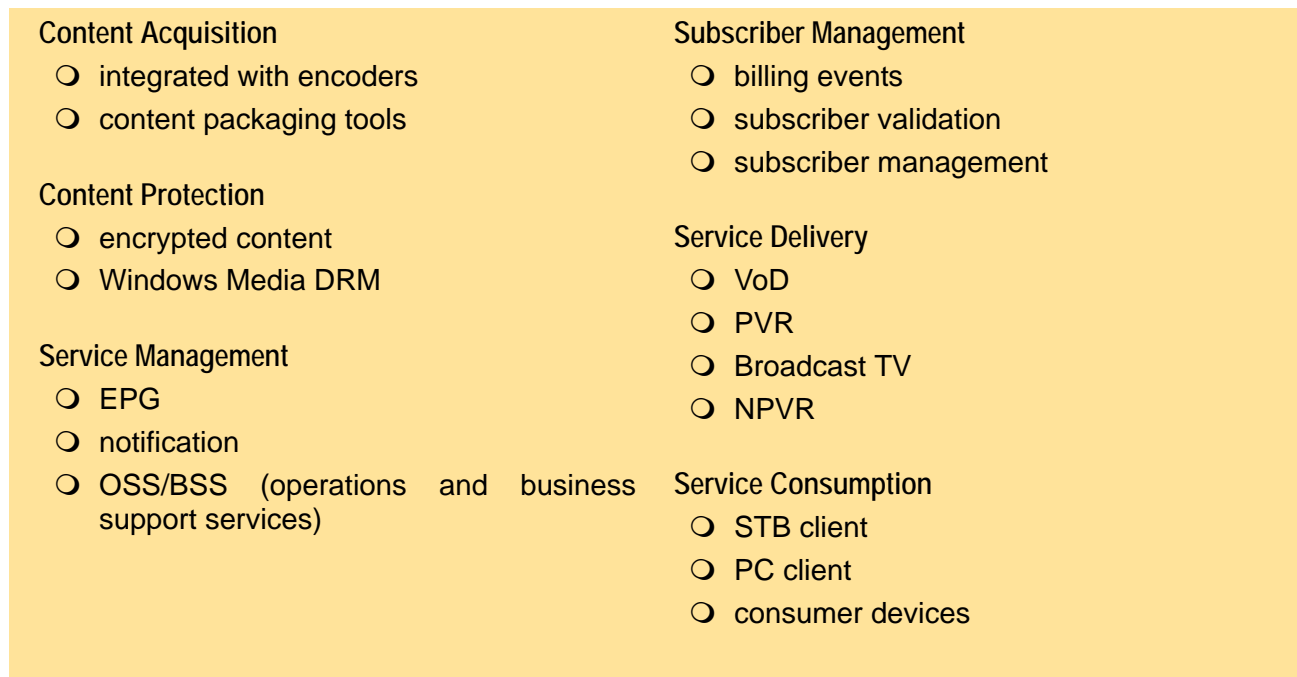 Content Acquisition
❍ integrated with encoders
❍ content packaging tools
Content Protection
❍ encrypted content
❍ Windows Media DRM
Service Management
❍ EPG
❍ notification
❍ OSS/BSS (operations and business
support services)
Subscriber Management
❍ billing events
❍ subscriber validation
❍ subscriber management
Service Delivery
❍ VoD
❍ PVR
❍ Broadcast TV
❍ NPVR
Service Consumption
❍ STB client
❍ PC client
❍ consumer devices